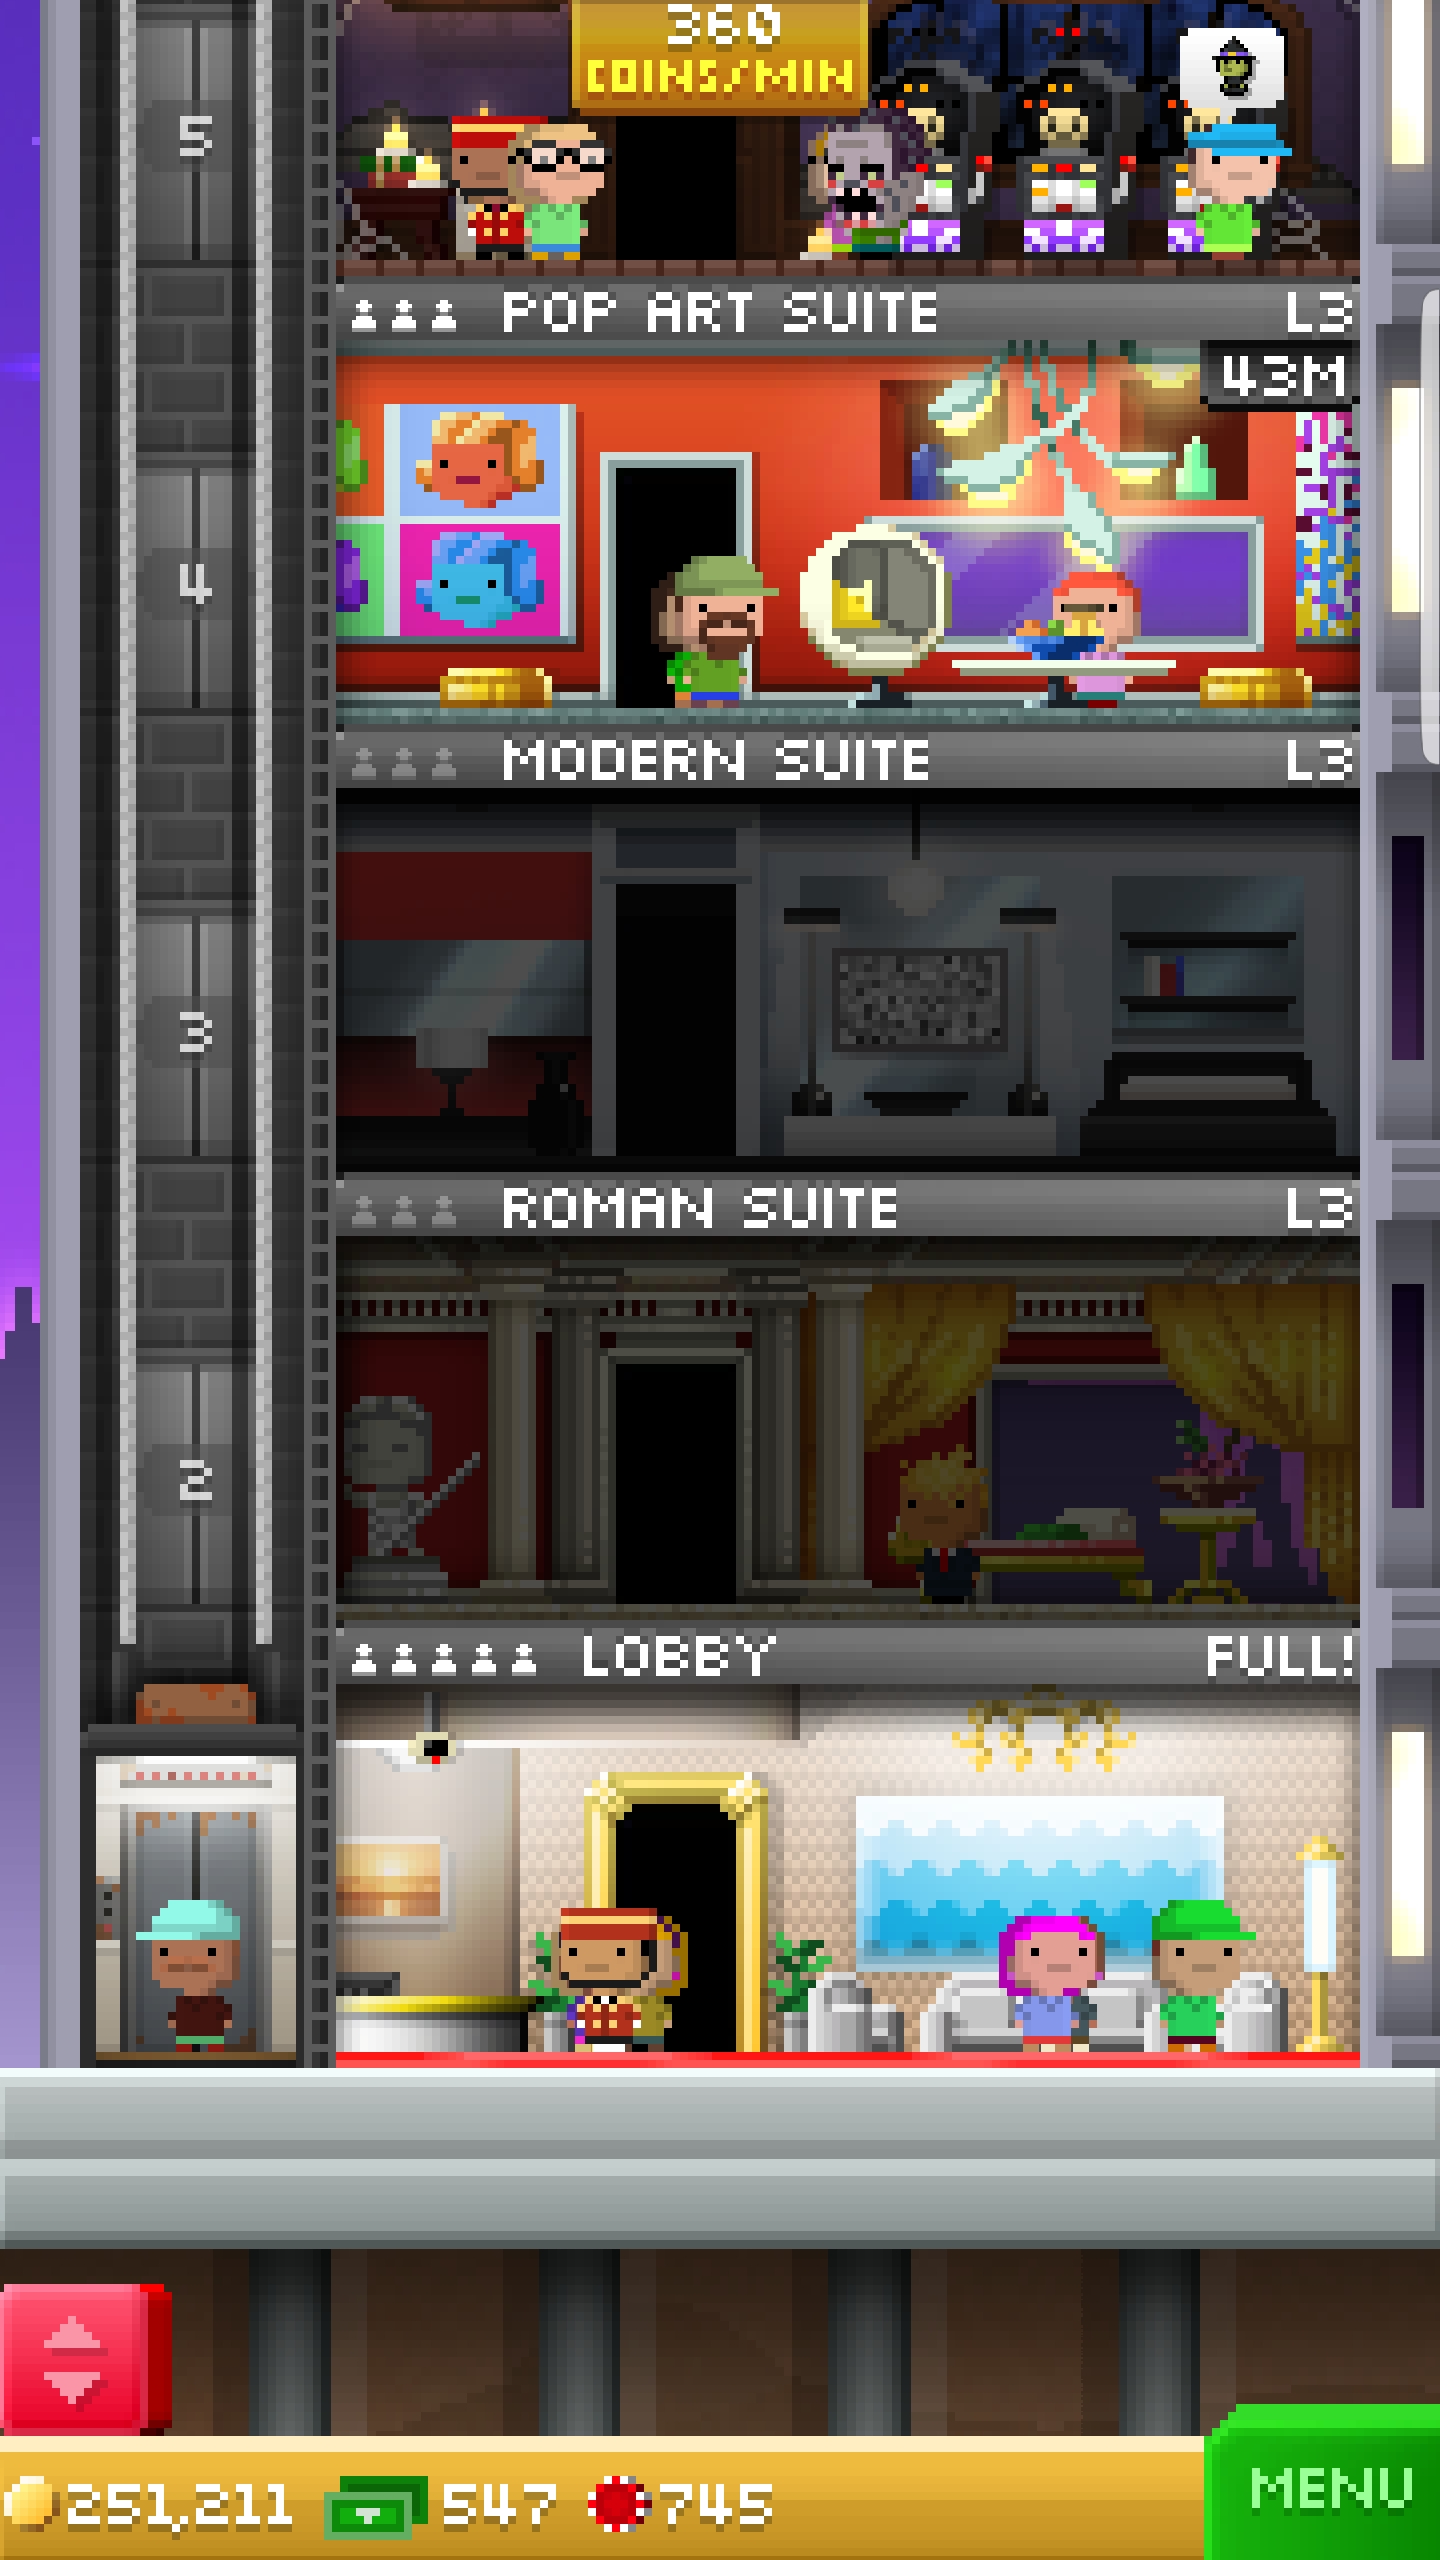 360
COINS/MIN
5
POP ART SUITE L3
43M
4
MODERN SUITE L3
3
ROMAN SUITE L3
2
LOBBY FULL!
251,211 547 745
MENU